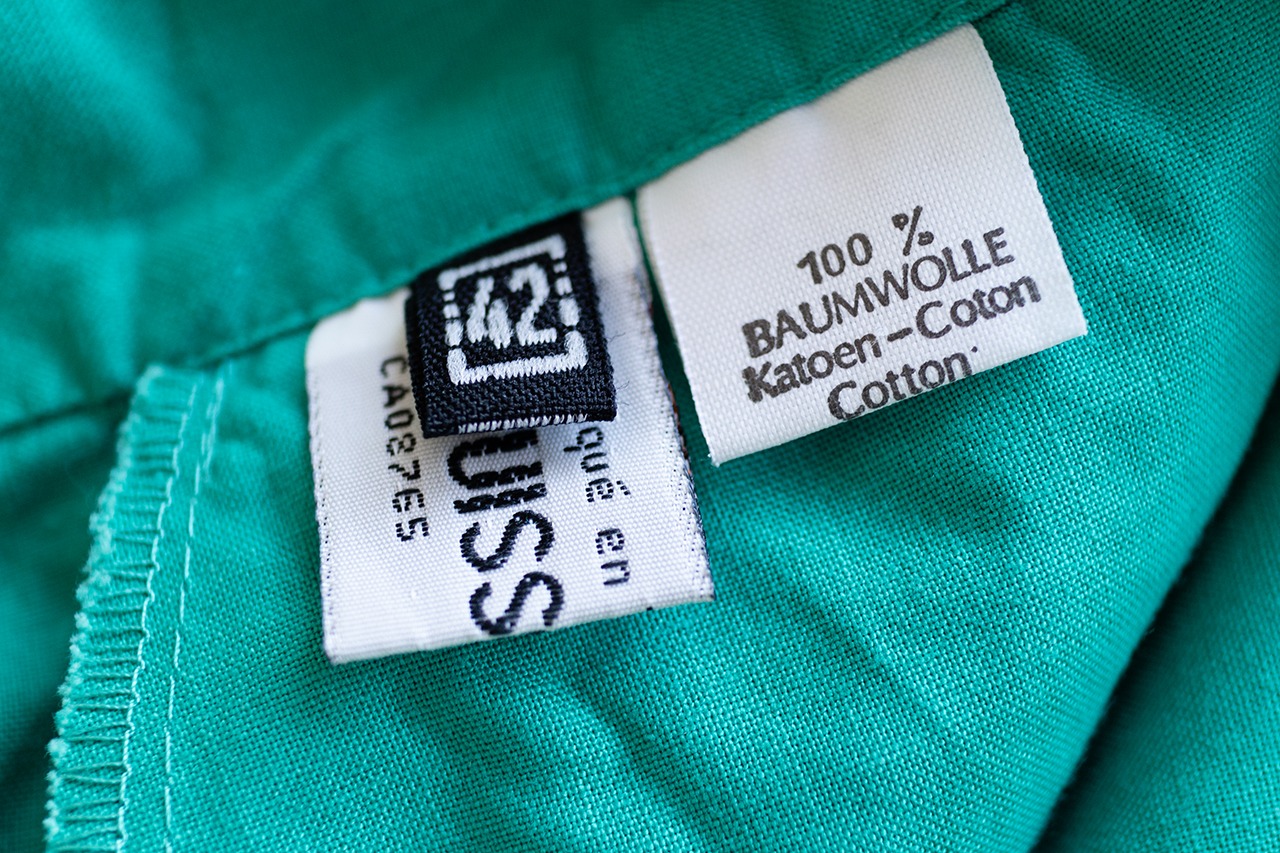 42
CA08765
UISS
qué en
100 %
BAUMWOLLE
Katoen-Coton
Cotton